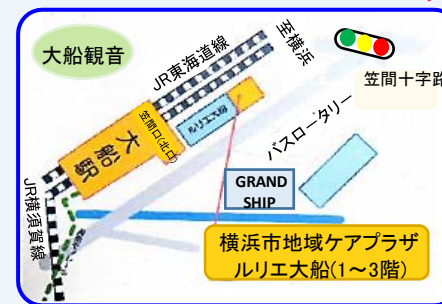 大船観音
JR東海道線
至横浜
笠間十字路
笠間口(北口)
ルリエ大船
バスロータリー
大船駅
GRAND
SHIP
JR横須賀線
横浜市地域ケアプラザ
ルリエ大船(1～3階)